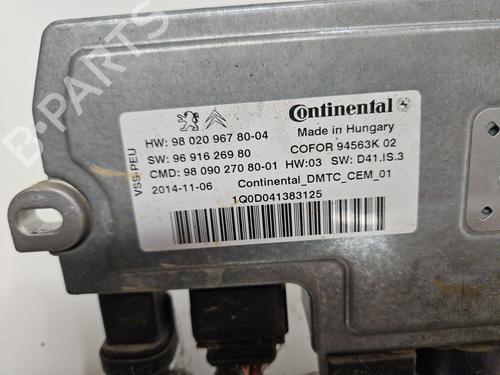 B-PARTS
Continental
HW: 98 020 967 80-04
Made in Hungary
SW: 96 916 269 80
COFOR 94563K 02
CMD: 98 090 270 80-01 HW:03 SW: D41.IS.3
2014-11-06 Continental_DMTC_CEM_01
VSS-PEU
1Q0D041383125